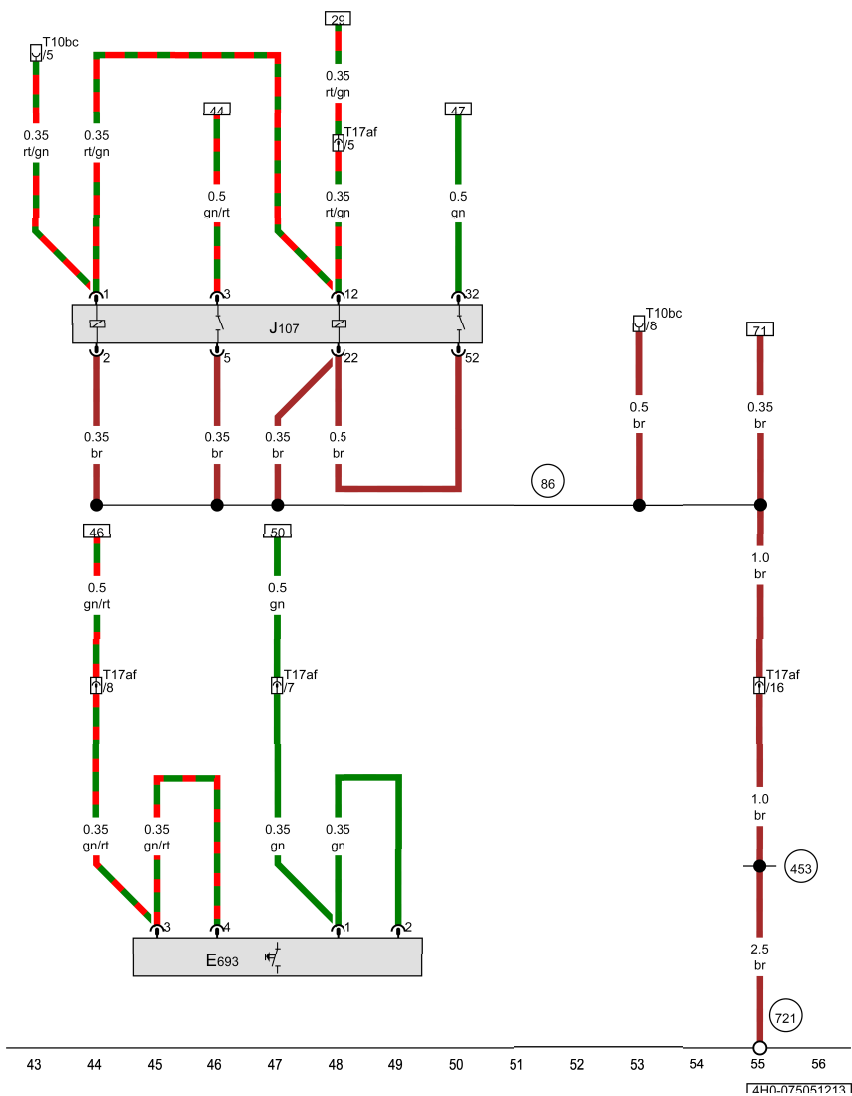 29
T10bc
/5
0.35
rt/gn
44
47
T17af
/5
0.35
rt/gn
0.35
rt/gn
0.5
gn/rt
0.35
rt/gn
0.5
gn
1
3
12
32
J107
T10bc
/8
71
2
5
22
52
0.35
br
0.35
br
0.35
br
0.5
br
0.5
br
0.35
br
86
46
50
0.5
gn/rt
0.5
gn
1.0
br
T17af
/8
T17af
/7
T17af
/16
0.35
gn/rt
0.35
gn/rt
0.35
gn
0.35
gn
1.0
br
453
3
4
1
2
E693
2.5
br
721
43 44 45 46 47 48 49 50 51 52 53 54 55 56
4H0-075051213